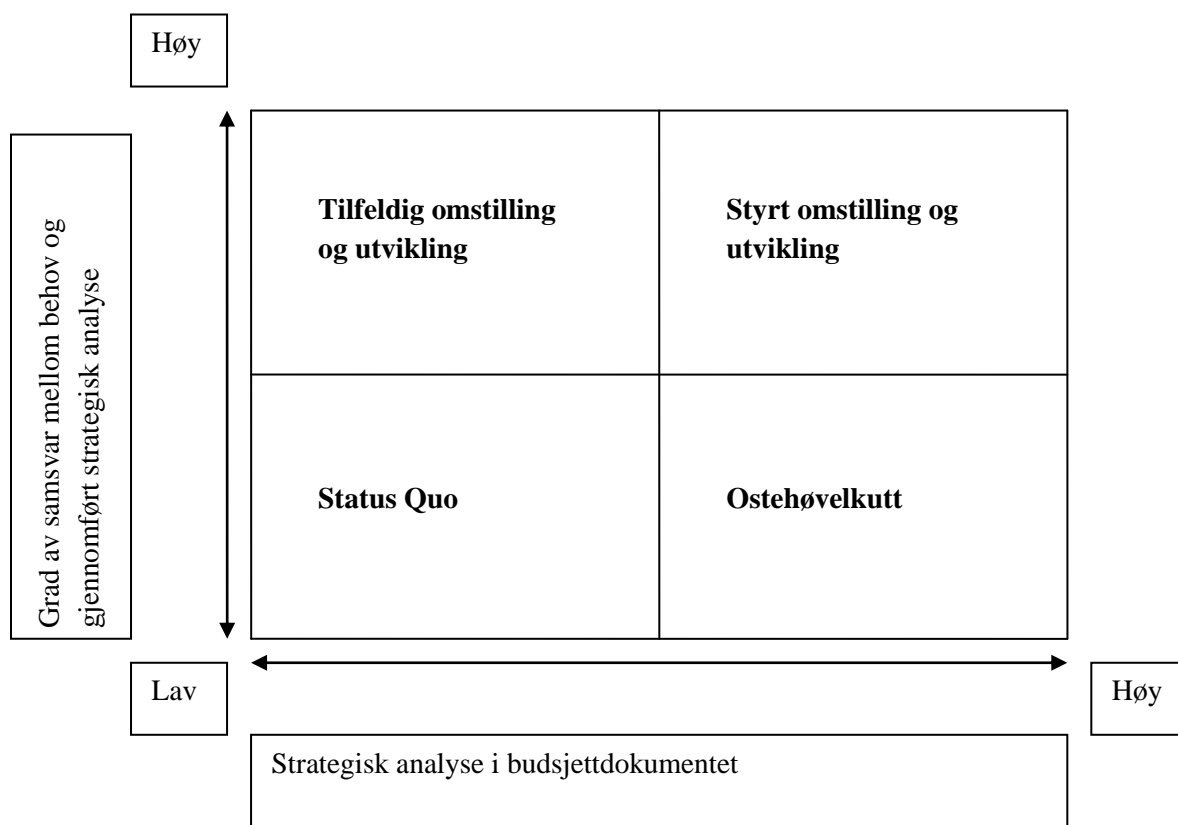 Høy
Grad av samsvar mellom behov og
gjennomført strategisk analyse
Tilfeldig omstilling
og utvikling
Styrt omstilling og
utvikling
Status Quo
Ostehøvelkutt
Lav
Høy
Strategisk analyse i budsjettdokumentet